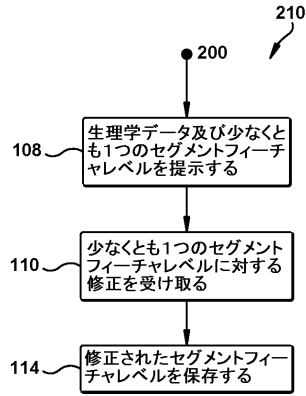 210
200
生理学データ及び少なくと
も1つのセグメントフィーチ
ャレベルを提示する
108
少なくとも1つのセグメント
フィーチャレベルに対する
修正を受け取る
110
修正されたセグメントフィー
チャレベルを保存する
114